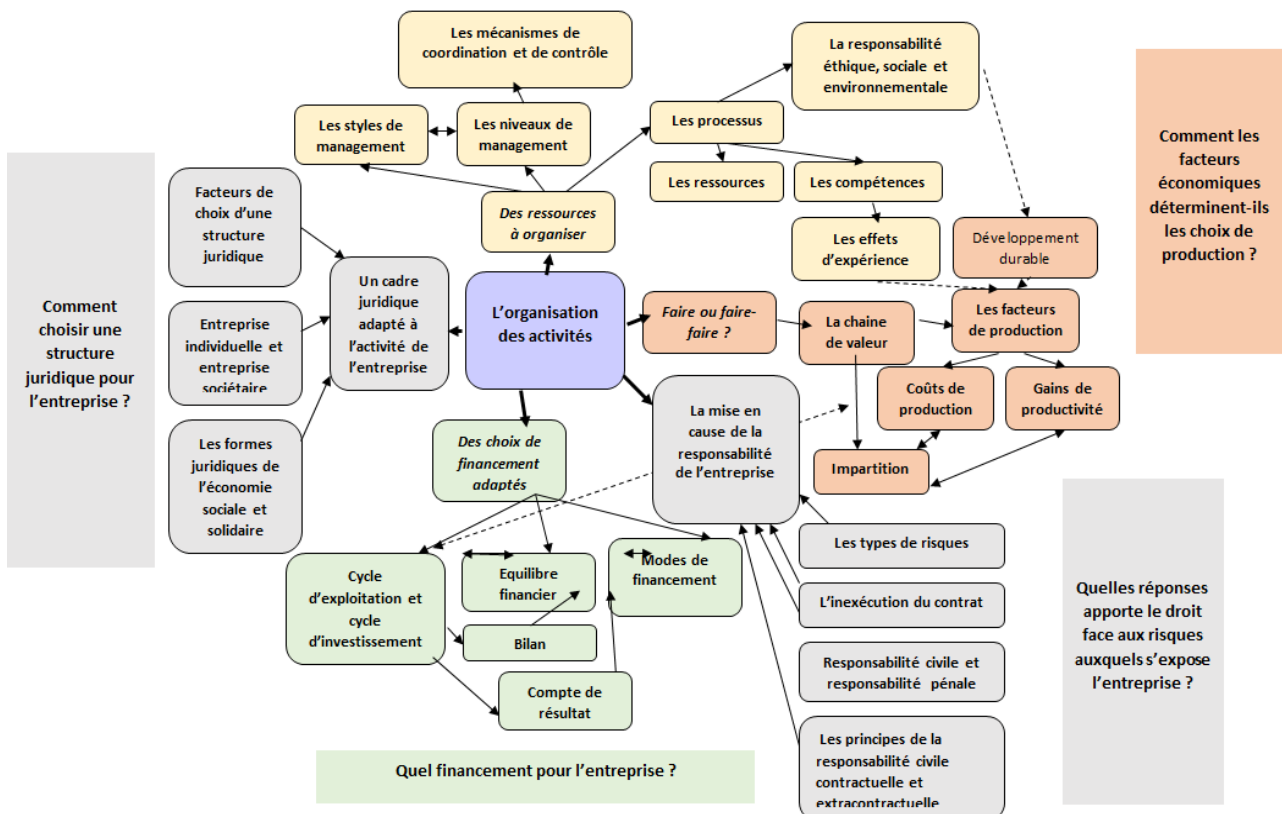 Les mécanismes de
coordination et de contrôle
La responsabilité
éthique, sociale et
environnementale
Les styles de
management
Les niveaux de
management
Les processus
Les ressources
Les compétences
Des ressources
à organiser
Les effets
d'expérience
Développement
durable
Comment les
facteurs
économiques
déterminent-ils
les choix de
production ?
Comment
choisir une
structure
juridique pour
l'entreprise ?
Facteurs de
choix d'une
structure
juridique
Entreprise
individuelle et
entreprise
sociétaire
Les formes
juridiques de
l'économie
sociale et
solidaire
Un cadre
juridique
adapté à
l'activité de
l'entreprise
L'organisation
des activités
Faire ou faire-
faire ?
La chaine
de valeur
Les facteurs
de production
Coûts de
production
Gains de
productivité
Impartition
Des choix de
financement
adaptés
La mise en
cause de la
responsabilité
de l'entreprise
Cycle
d'exploitation et
cycle
d'investissement
Equilibre
financier
Modes de
financement
Bilan
Compte de
résultat
Les types de risques
L'inexécution du contrat
Responsabilité civile et
responsabilité pénale
Les principes de la
responsabilité civile
contractuelle et
extracontractuelle
Quelles réponses
apporte le droit
face aux risques
auxquels s'expose
l'entreprise ?
Quel financement pour l'entreprise ?